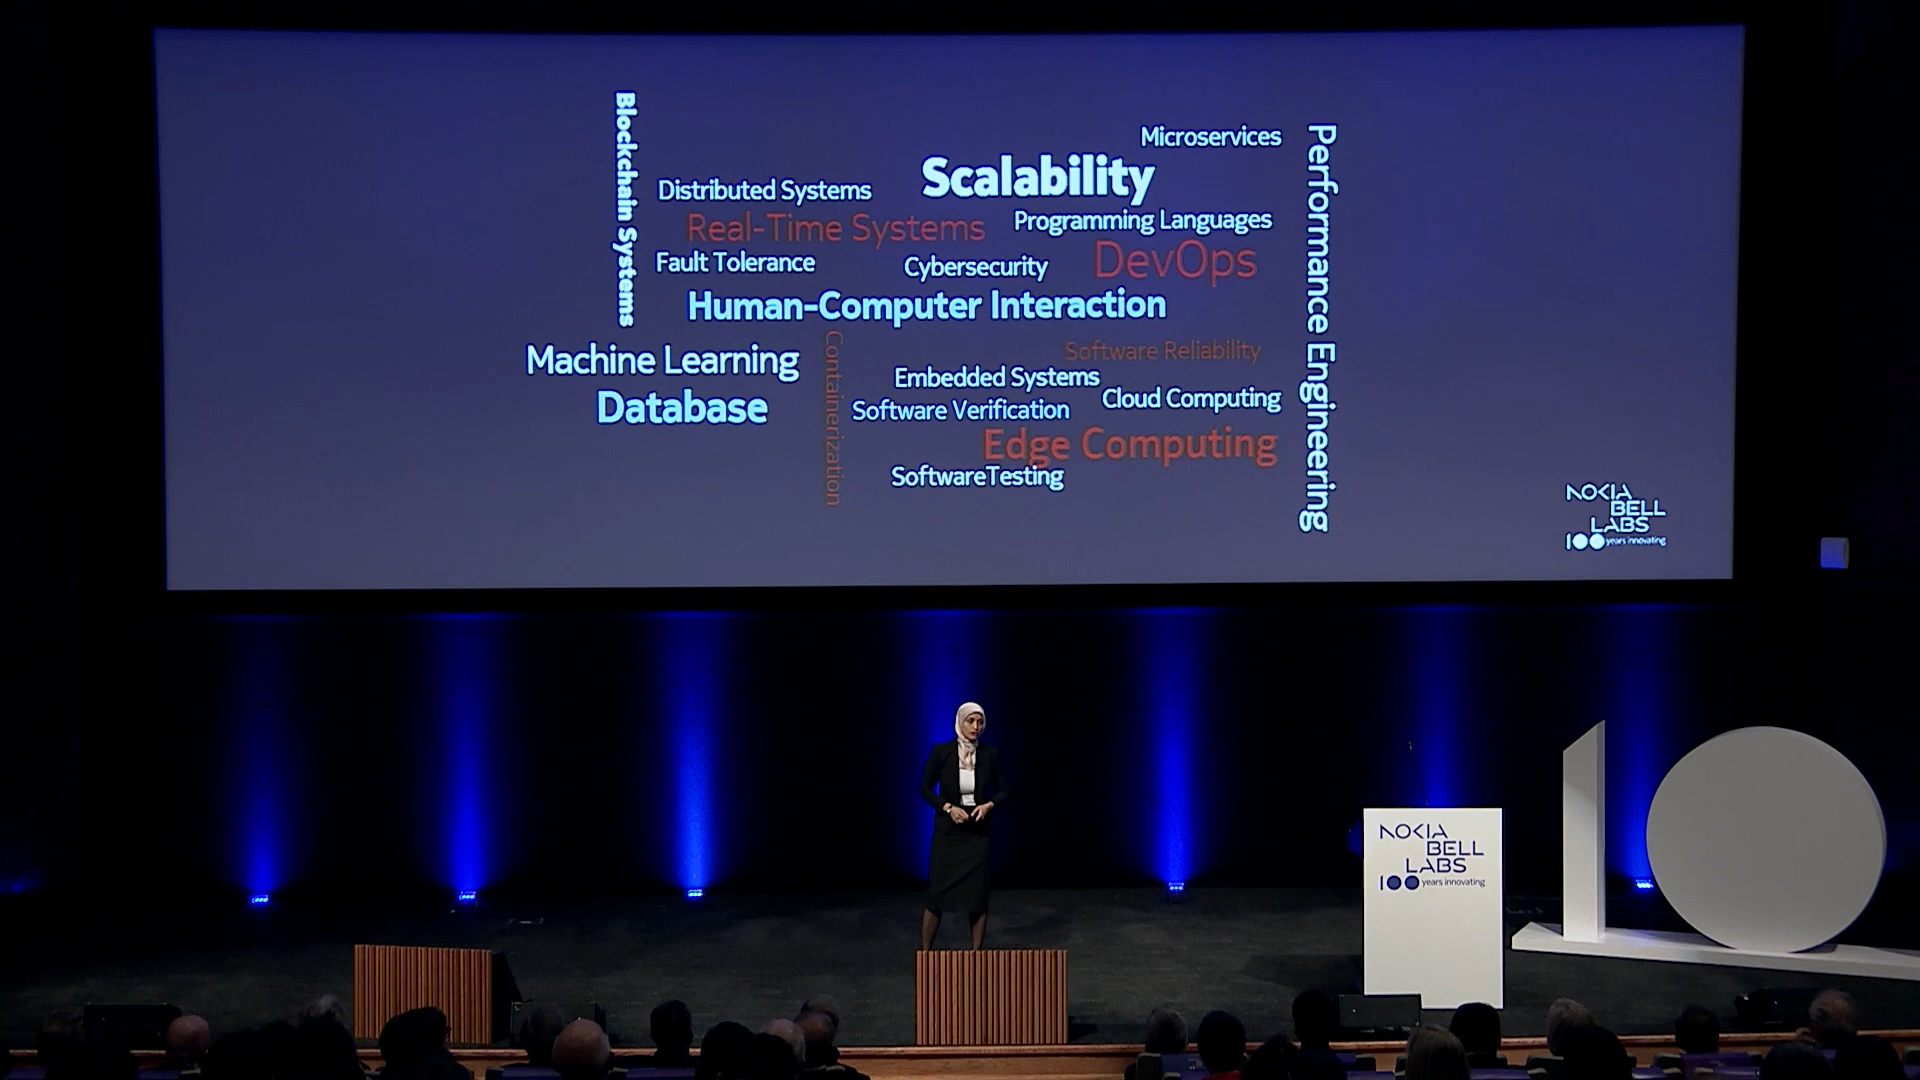 Blockchain Systems
Microservices
Scalability
Distributed Systems
Programming Languages
Real-Time Systems
DevOps
Fault Tolerance
Cybersecurity
Human-Computer Interaction
Performance Engineering
Machine Learning
Containerization
Software Reliability
Embedded Systems
Database
Software Verification
Cloud Computing
Edge Computing
SoftwareTesting
NOKIA
BELL
LABS
100 years innovating
NOKIA
BELL
LABS
100 years innovating
10